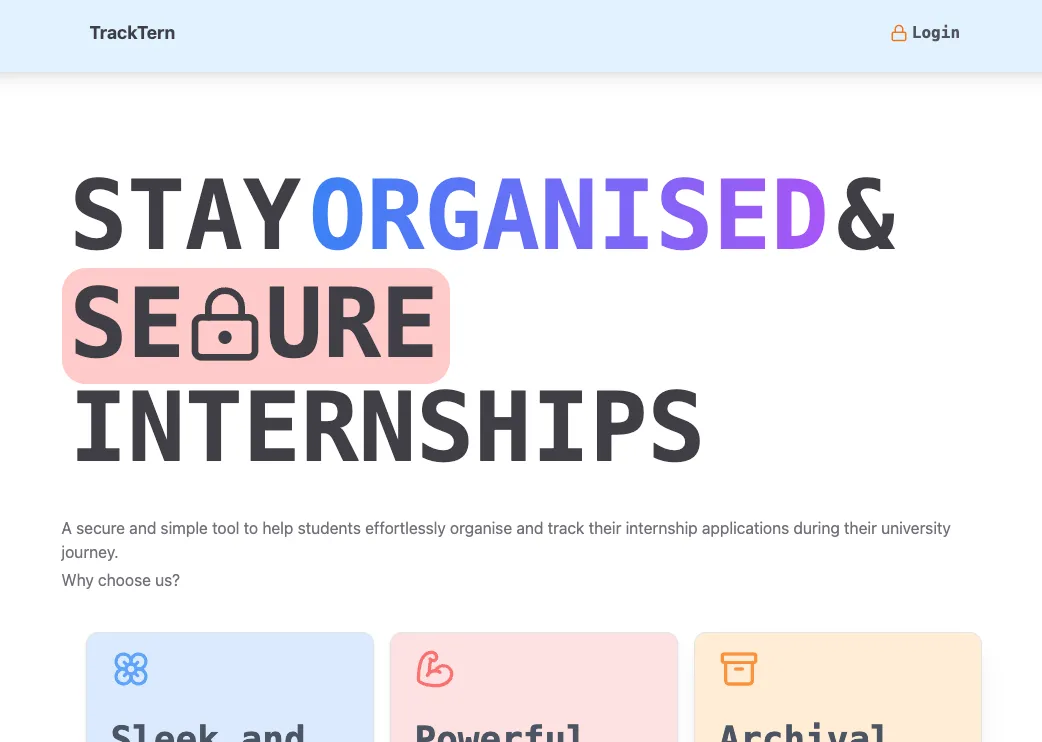 TrackTern
Login
STAY ORGANISED &
SE🔒URE
INTERNSHIPS
A secure and simple tool to help students effortlessly organise and track their internship applications during their university
journey.
Why choose us?
Sleek and
Powerful
Archival